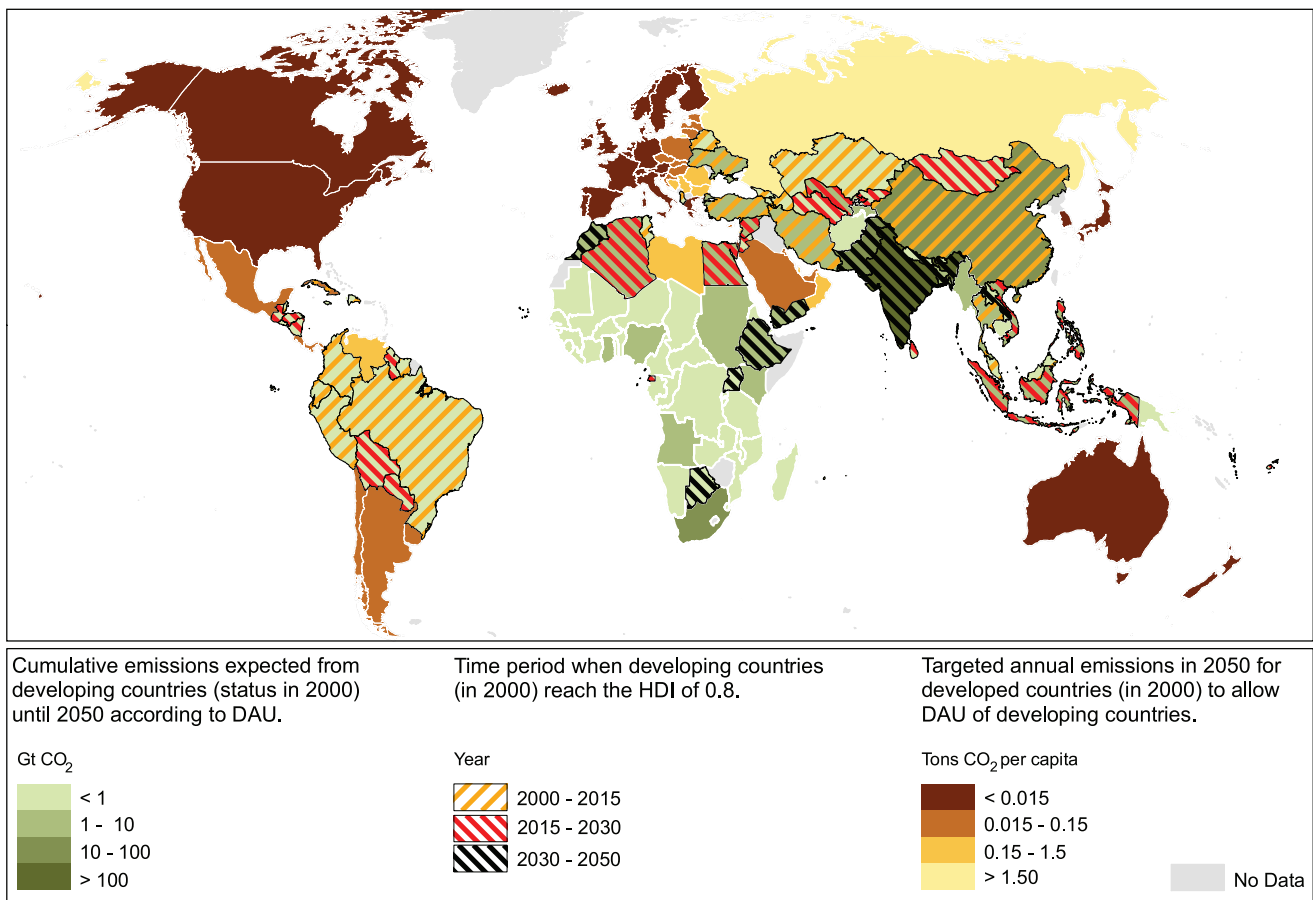 Cumulative emissions expected from
developing countries (status in 2000)
until 2050 according to DAU.
Gt CO₂
< 1
1 - 10
10 - 100
> 100
Time period when developing countries
(in 2000) reach the HDI of 0.8.
Year
2000 - 2015
2015 - 2030
2030 - 2050
Targeted annual emissions in 2050 for
developed countries (in 2000) to allow
DAU of developing countries.
Tons CO₂ per capita
< 0.015
0.015 - 0.15
0.15 - 1.5
> 1.50
No Data